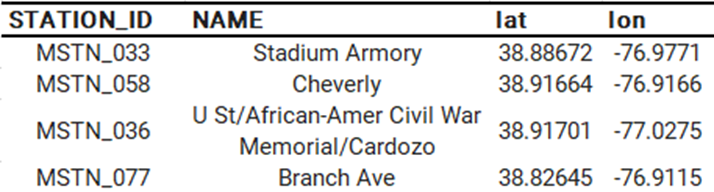 STATION_ID NAME lat lon
MSTN_033 Stadium Armory 38.88672 -76.9771
MSTN_058 Cheverly 38.91664 -76.9166
MSTN_036 U St/African-Amer Civil War Memorial/Cardozo 38.91701 -77.0275
MSTN_077 Branch Ave 38.82645 -76.9115